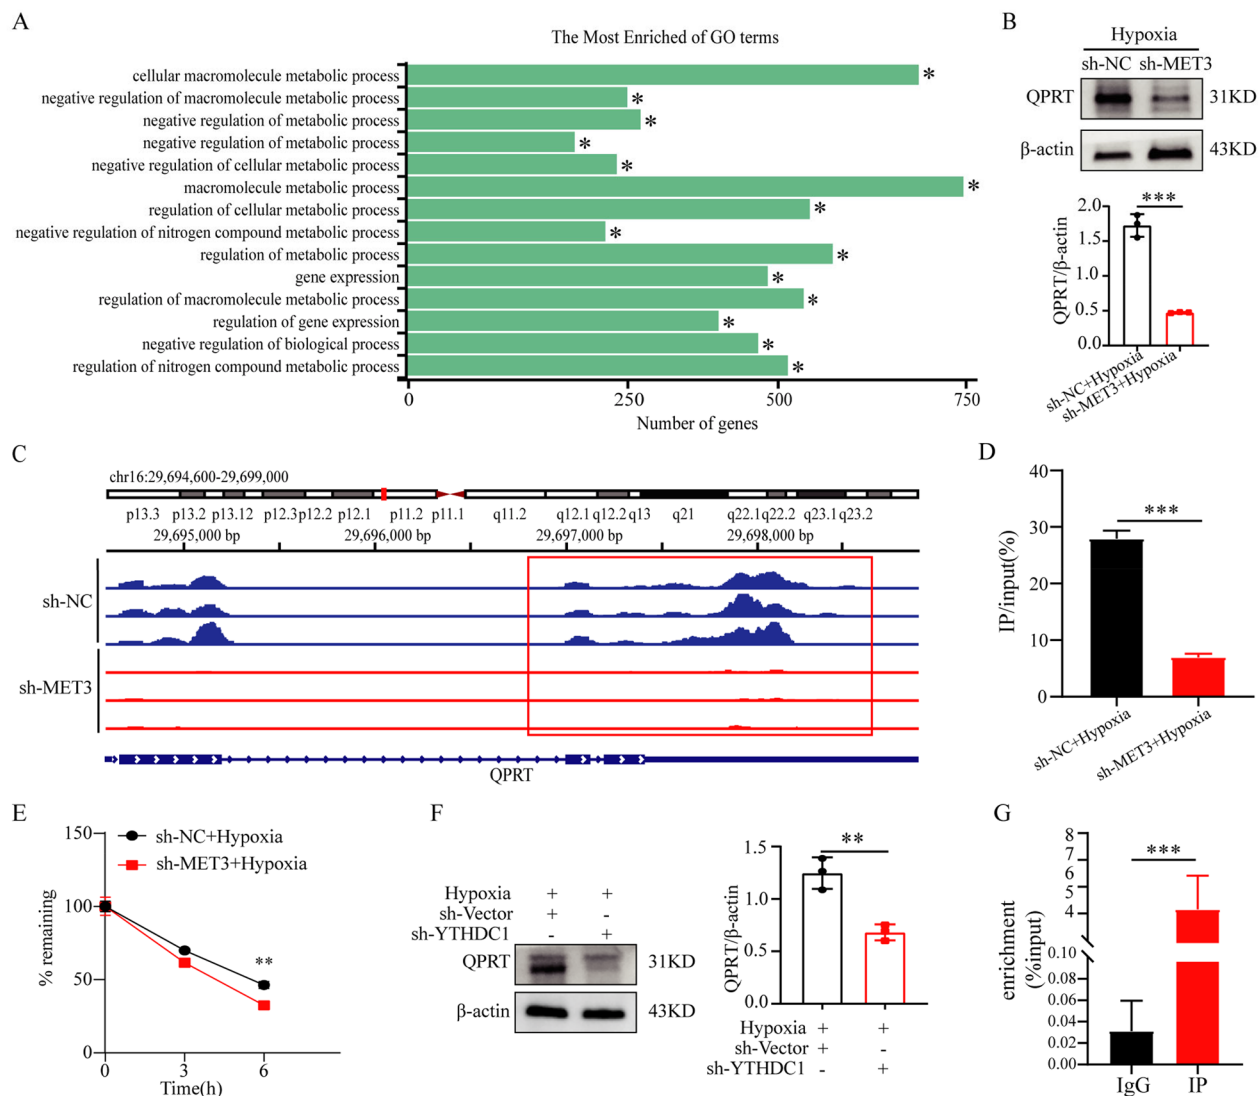 A
The Most Enriched of GO terms
cellular macromolecule metabolic process *
negative regulation of macromolecule metabolic process *
negative regulation of metabolic process *
negative regulation of metabolic process *
negative regulation of cellular metabolic process *
macromolecule metabolic process *
regulation of cellular metabolic process *
negative regulation of nitrogen compound metabolic process *
regulation of metabolic process *
gene expression *
regulation of macromolecule metabolic process *
regulation of gene expression *
negative regulation of biological process *
regulation of nitrogen compound metabolic process *
0 250 500 750
Number of genes
B
Hypoxia
sh-NC sh-MET3
QPRT 31KD
β-actin 43KD
***
2.0
1.5
1.0
0.5
0.0
QPRT/β-actin
sh-NC+Hypoxia
sh-MET3+Hypoxia
C
chr16:29,694,600-29,699,000
p13.3 p13.2 p13.12 p12.3 p12.2 p12.1 p11.2 p11.1 q11.2 q12.1 q12.2 q13 q21 q22.1 q22.2 q23.1 q23.2
29,695,000 bp 29,696,000 bp 29,697,000 bp 29,698,000 bp
sh-NC
sh-MET3
QPRT
D
40
30
20
10
0
IP/input(%)
***
sh-NC+Hypoxia
sh-MET3+Hypoxia
E
150
100
50
0
% remaining
sh-NC+Hypoxia
sh-MET3+Hypoxia
**
0 3 6
Time(h)
F
Hypoxia + +
sh-Vector + -
sh-YTHDC1 - +
QPRT 31KD
β-actin 43KD
**
1.5
1.0
0.5
0.0
QPRT/β-actin
Hypoxia + +
sh-Vector + -
sh-YTHDC1 - +
G
8
7
6
5
4
0.10
0.08
0.06
0.04
0.02
0.00
enrichment
(%input)
***
IgG IP